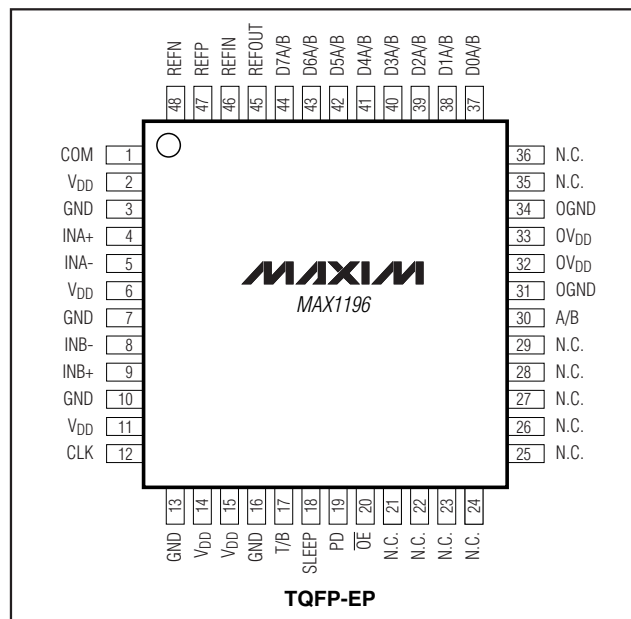 REFN REFP REFIN REFOUT D7A/B D6A/B D5A/B D4A/B D3A/B D2A/B D1A/B D0A/B
48 47 46 45 44 43 42 41 40 39 38 37
COM 1
VDD 2
GND 3
INA+ 4
INA- 5
VDD 6
GND 7
INB- 8
INB+ 9
GND 10
VDD 11
CLK 12
MAXIM
MAX1196
36 N.C.
35 N.C.
34 OGND
33 OVDD
32 OVDD
31 OGND
30 A/B
29 N.C.
28 N.C.
27 N.C.
26 N.C.
25 N.C.
13 14 15 16 17 18 19 20 21 22 23 24
GND VDD VDD GND T/B SLEEP PD OE N.C. N.C. N.C. N.C.
TQFP-EP